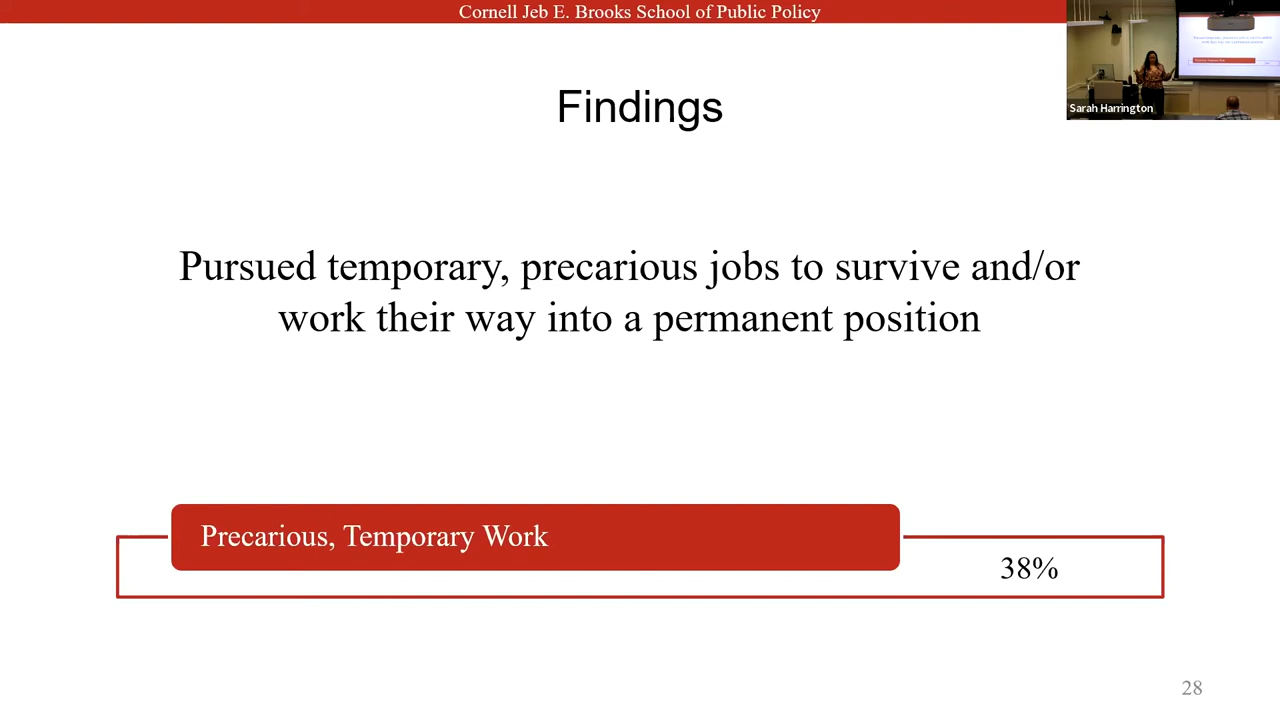 Cornell Jeb E. Brooks School of Public Policy
Sarah Harrington
Findings
Pursued temporary, precarious jobs to survive and/or
work their way into a permanent position
Precarious, Temporary Work
38%
28